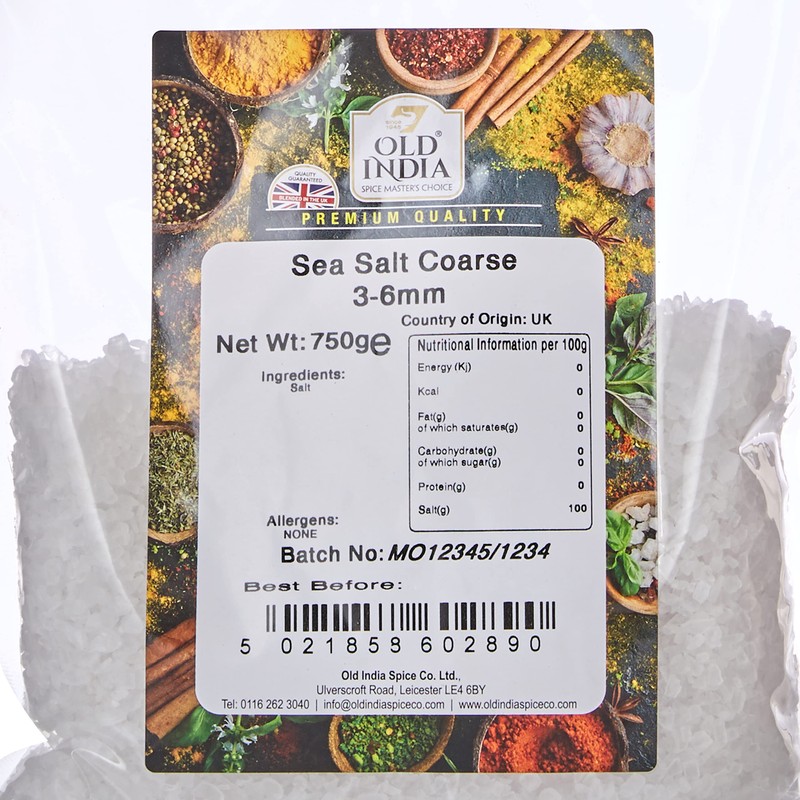 SINCE 1946
OLD ®
INDIA
SPICE MASTER'S CHOICE
QUALITY
GUARANTEED
BLENDED IN THE UK
PREMIUM QUALITY
Sea Salt Coarse
3-6mm
Country of Origin: UK
Net Wt: 750g e
Nutritional Information per 100g
Energy (Kj) 0
Kcal 0
Fat(g) 0
of which saturates(g) 0
Carbohydrate(g) 0
of which sugar(g) 0
Protein(g) 0
Salt(g) 100
Ingredients:
Salt
Allergens:
NONE
Batch No: MO12345/1234
Best Before:
5 021858 602890
Old India Spice Co. Ltd.,
Ulverscroft Road, Leicester LE4 6BY
Tel: 0116 262 3040 | info@oldindiaspiceco.com | www.oldindiaspiceco.com